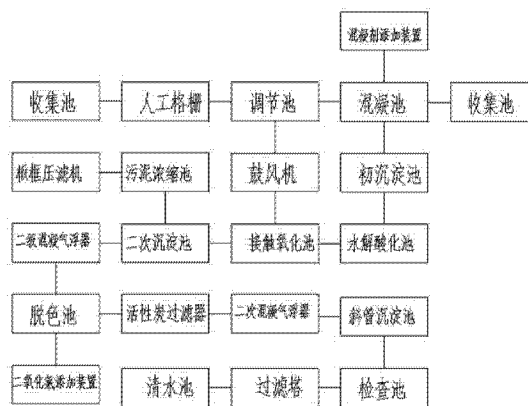 混凝剂添加装置
收集池 人工格栅 调节池 混凝池 收集池
板框压滤机 污泥浓缩池 鼓风机 初沉淀池
二级混凝气浮器 二次沉淀池 接触氧化池 水解酸化池
脱色池 活性炭过滤器 二次混凝气浮器 斜管沉淀池
二氧化氯添加装置 清水池 过滤塔 检查池